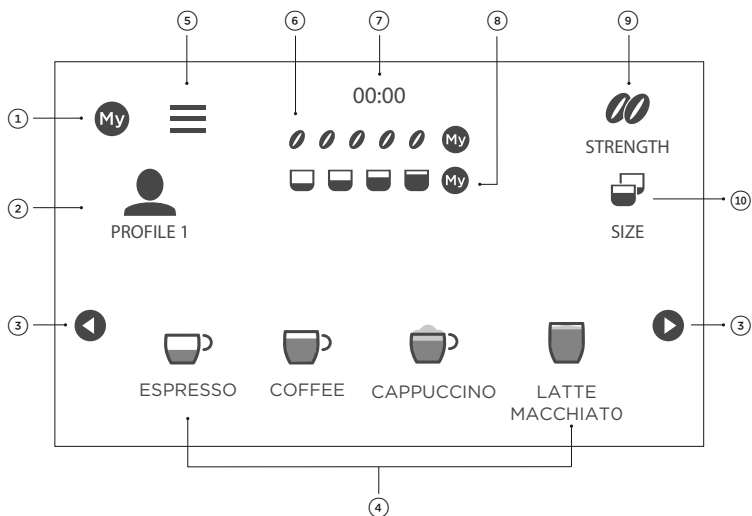 5
6
7
8
9
00:00
1
My
My
STRENGTH
My
2
PROFILE 1
10
SIZE
3
3
ESPRESSO
COFFEE
CAPPUCCINO
LATTE
MACCHIATO
4